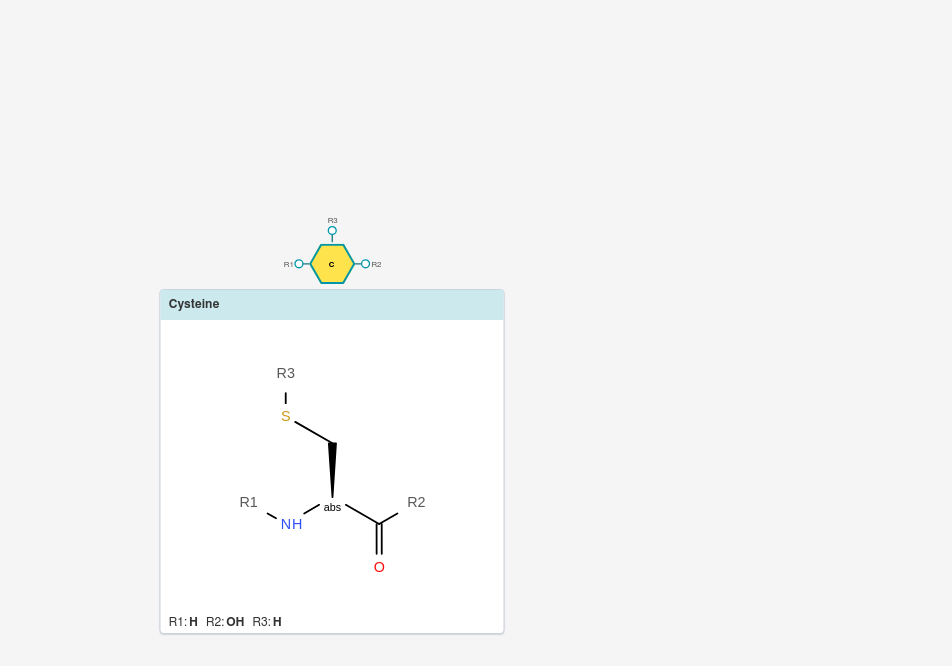 R3
R1 C R2
Cysteine
R3
S
R1 R2
abs
NH
O
R1: H R2: OH R3: H